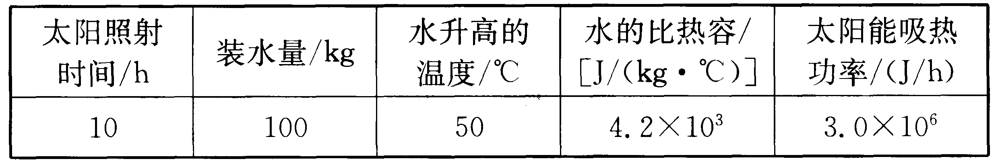 太阳照射
时间/h
装水量/kg
水升高的
温度/℃
水的比热容/
[J/(kg·℃)]
太阳能吸热
功率/(J/h)
10
100
50
4.2×10³
3.0×10⁶